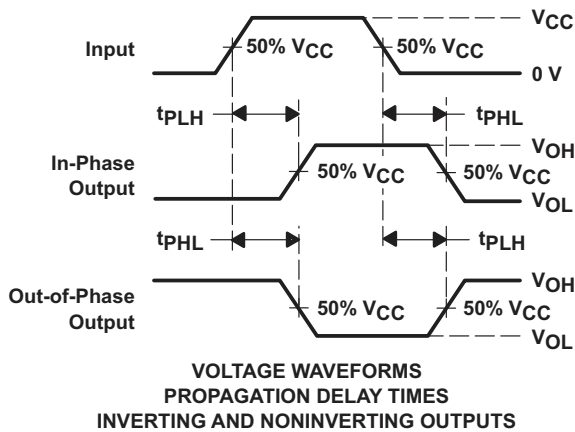 VCC
Input 50% VCC 50% VCC
0 V
tPLH tPHL
VOH
In-Phase
Output 50% VCC 50% VCC
VOL
tPHL tPLH
VOH
Out-of-Phase
Output 50% VCC 50% VCC
VOL
VOLTAGE WAVEFORMS
PROPAGATION DELAY TIMES
INVERTING AND NONINVERTING OUTPUTS